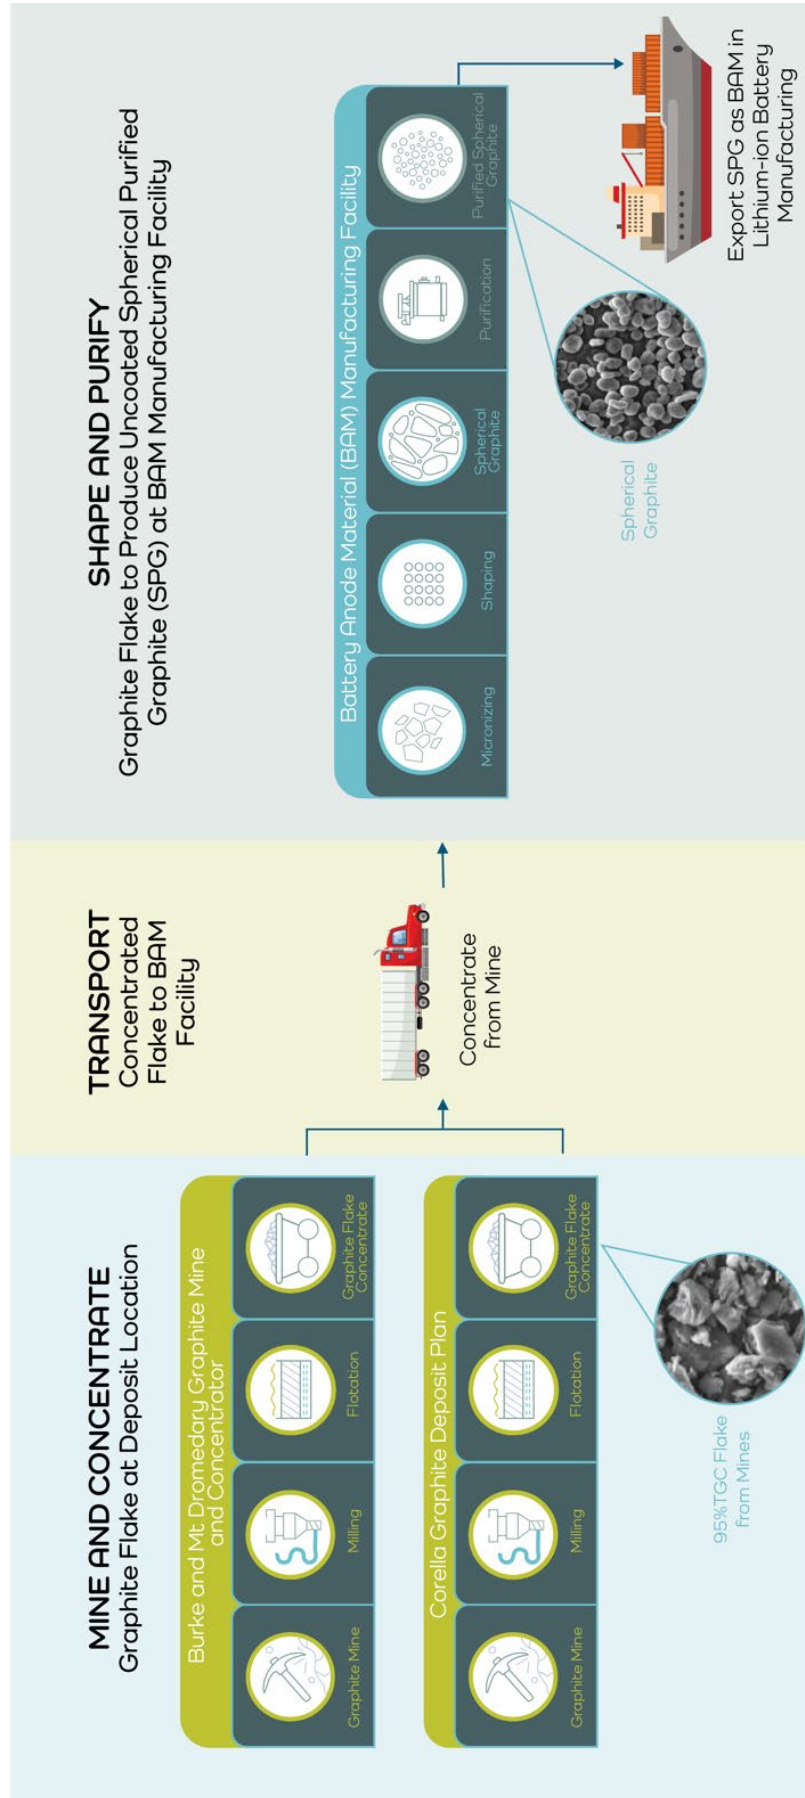 MINE AND CONCENTRATE
Graphite Flake at Deposit Location
Burke and Mt Dromedary Graphite Mine
and Concentrator
Graphite Mine
Milling
Flotation
Graphite Flake
Concentrate
Corella Graphite Deposit Plan
Graphite Mine
Milling
Flotation
Graphite Flake
Concentrate
95%TGC Flake
from Mines
TRANSPORT
Concentrated
Flake to BAM
Facility
Concentrate
from Mine
SHAPE AND PURIFY
Graphite Flake to Produce Uncoated Spherical Purified
Graphite (SPG) at BAM Manufacturing Facility
Battery Anode Material (BAM) Manufacturing Facility
Micronizing
Shaping
Spherical
Graphite
Purification
Purified Spherical
Graphite
Spherical
Graphite
Export SPG as BAM in
Lithium-ion Battery
Manufacturing